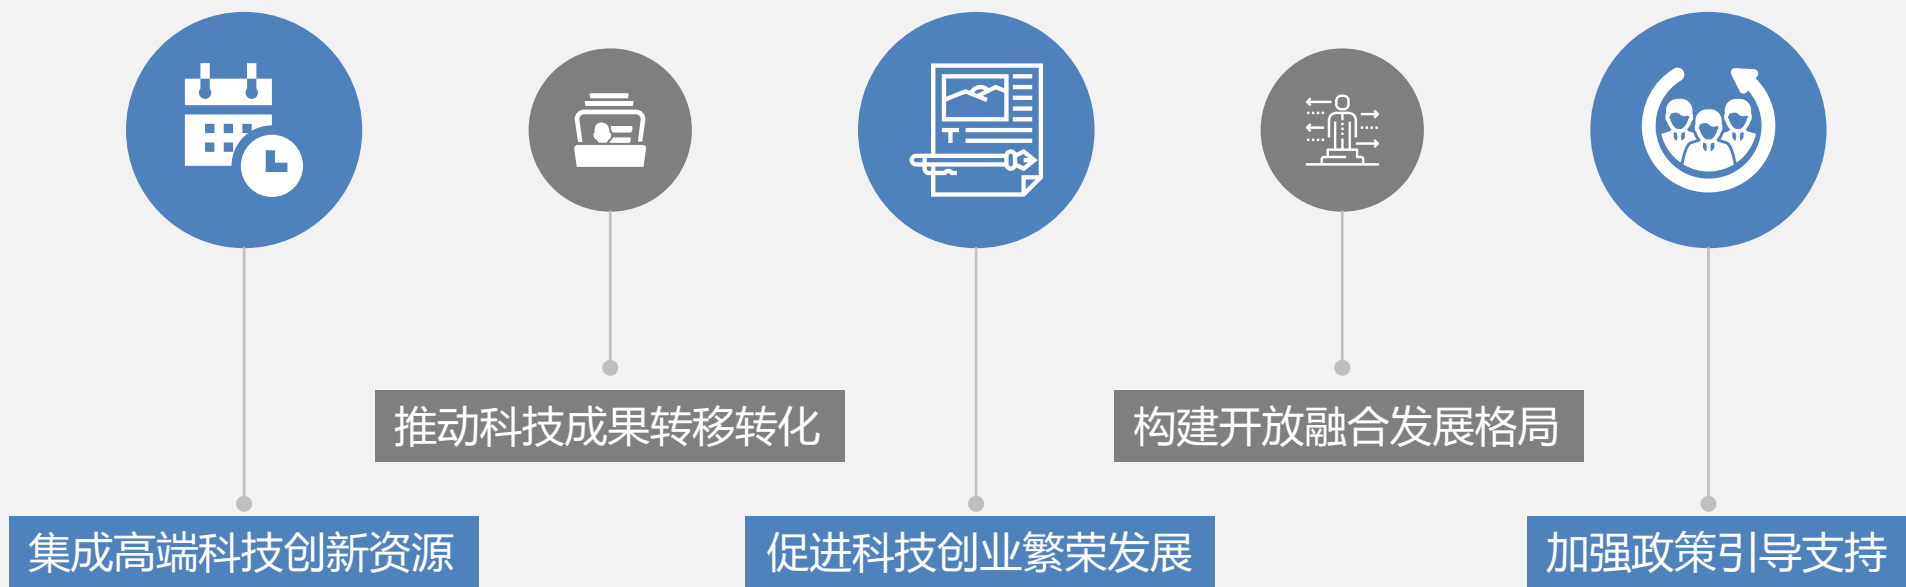 集成高端科技创新资源
推动科技成果转移转化
促进科技创业繁荣发展
构建开放融合发展格局
加强政策引导支持